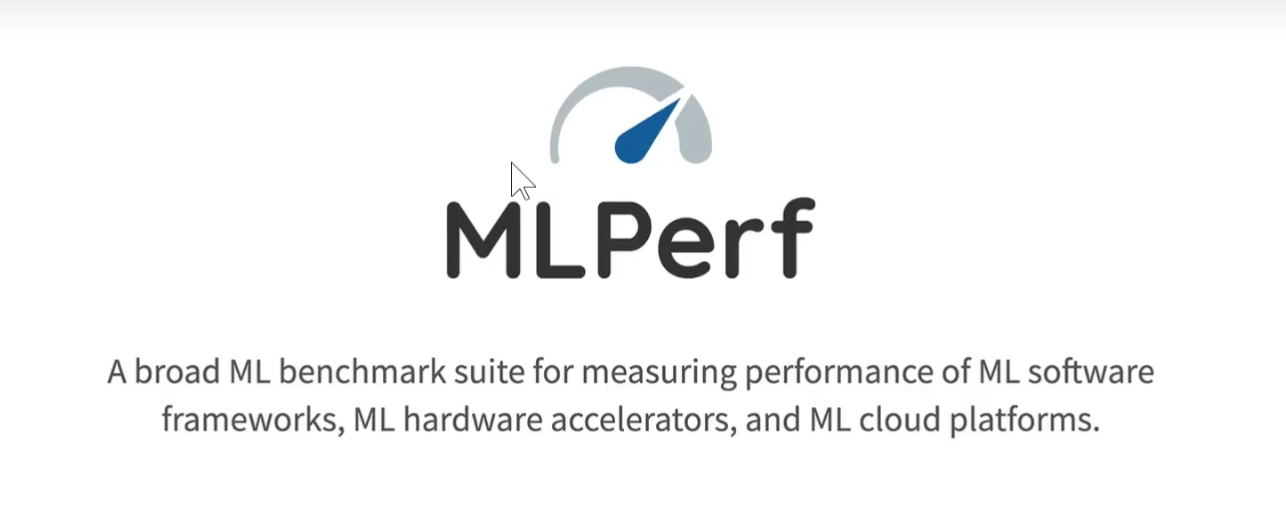 MLPerf
A broad ML benchmark suite for measuring performance of ML software
frameworks, ML hardware accelerators, and ML cloud platforms.